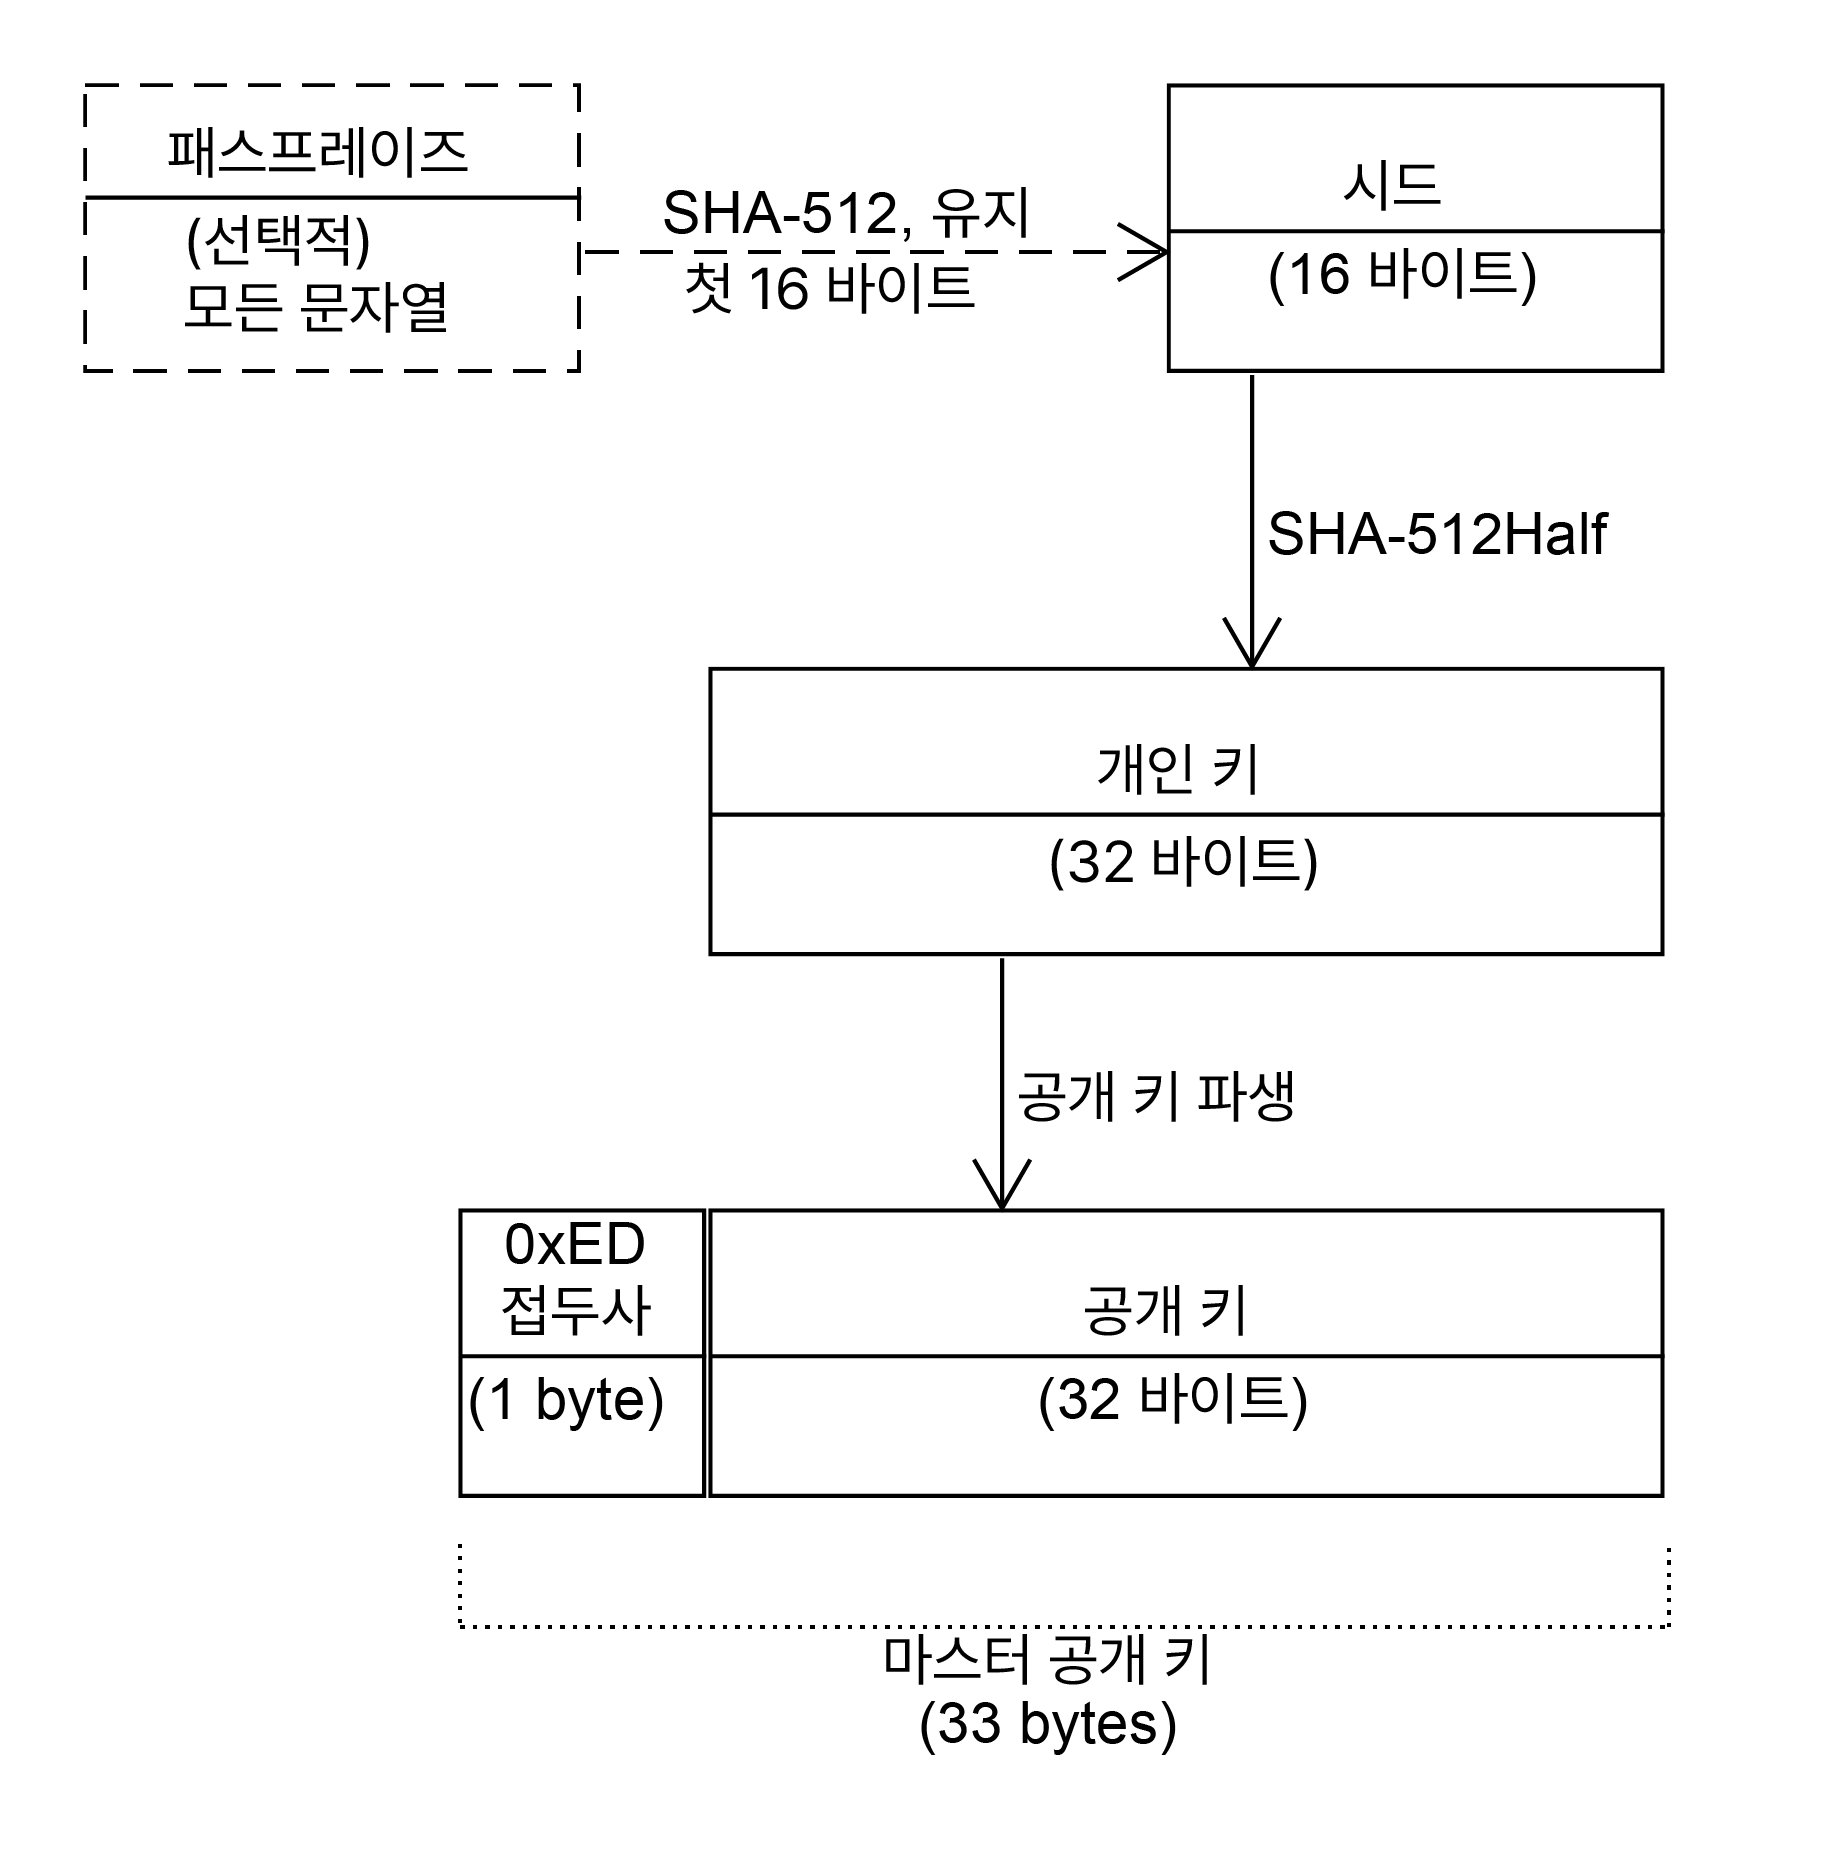 패스프레이즈
(선택적)
모든 문자열
SHA-512, 유지
첫 16 바이트
시드
(16 바이트)
SHA-512Half
개인 키
(32 바이트)
공개 키 파생
0xED
접두사
(1 byte)
공개 키
(32 바이트)
마스터 공개 키
(33 bytes)